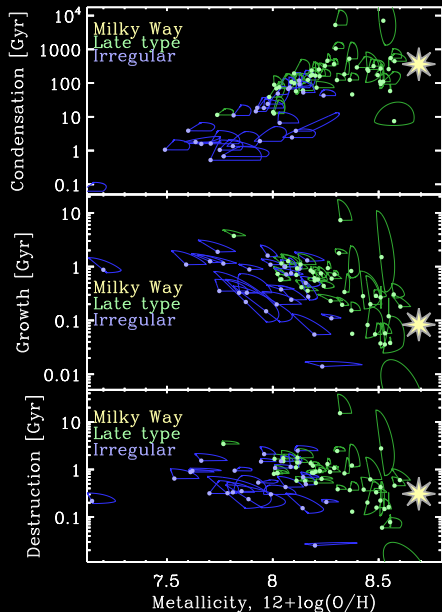 Condensation [Gyr]
10⁴
1000
100
10
1
0.1
Milky Way
Late type
Irregular
Growth [Gyr]
10
1
0.1
0.01
Milky Way
Late type
Irregular
Destruction [Gyr]
10
1
0.1
Milky Way
Late type
Irregular
7.5 8.0 8.5
Metallicity, 12+log(O/H)